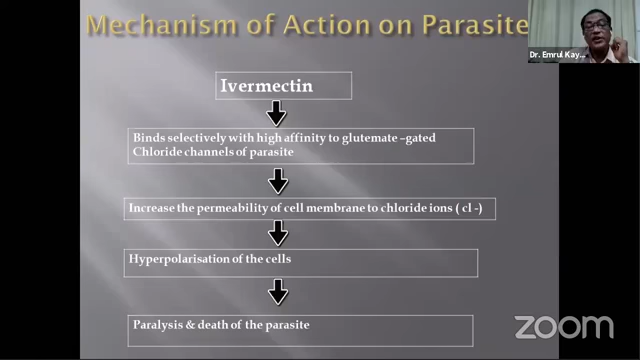 Mechanism of Action on Parasite
Dr. Emrul Kay...
Ivermectin
Binds selectively with high affinity to glutemate –gated
Chloride channels of parasite
Increase the permeability of cell membrane to chloride ions ( cl -)
Hyperpolarisation of the cells
Paralysis & death of the parasite
zoom